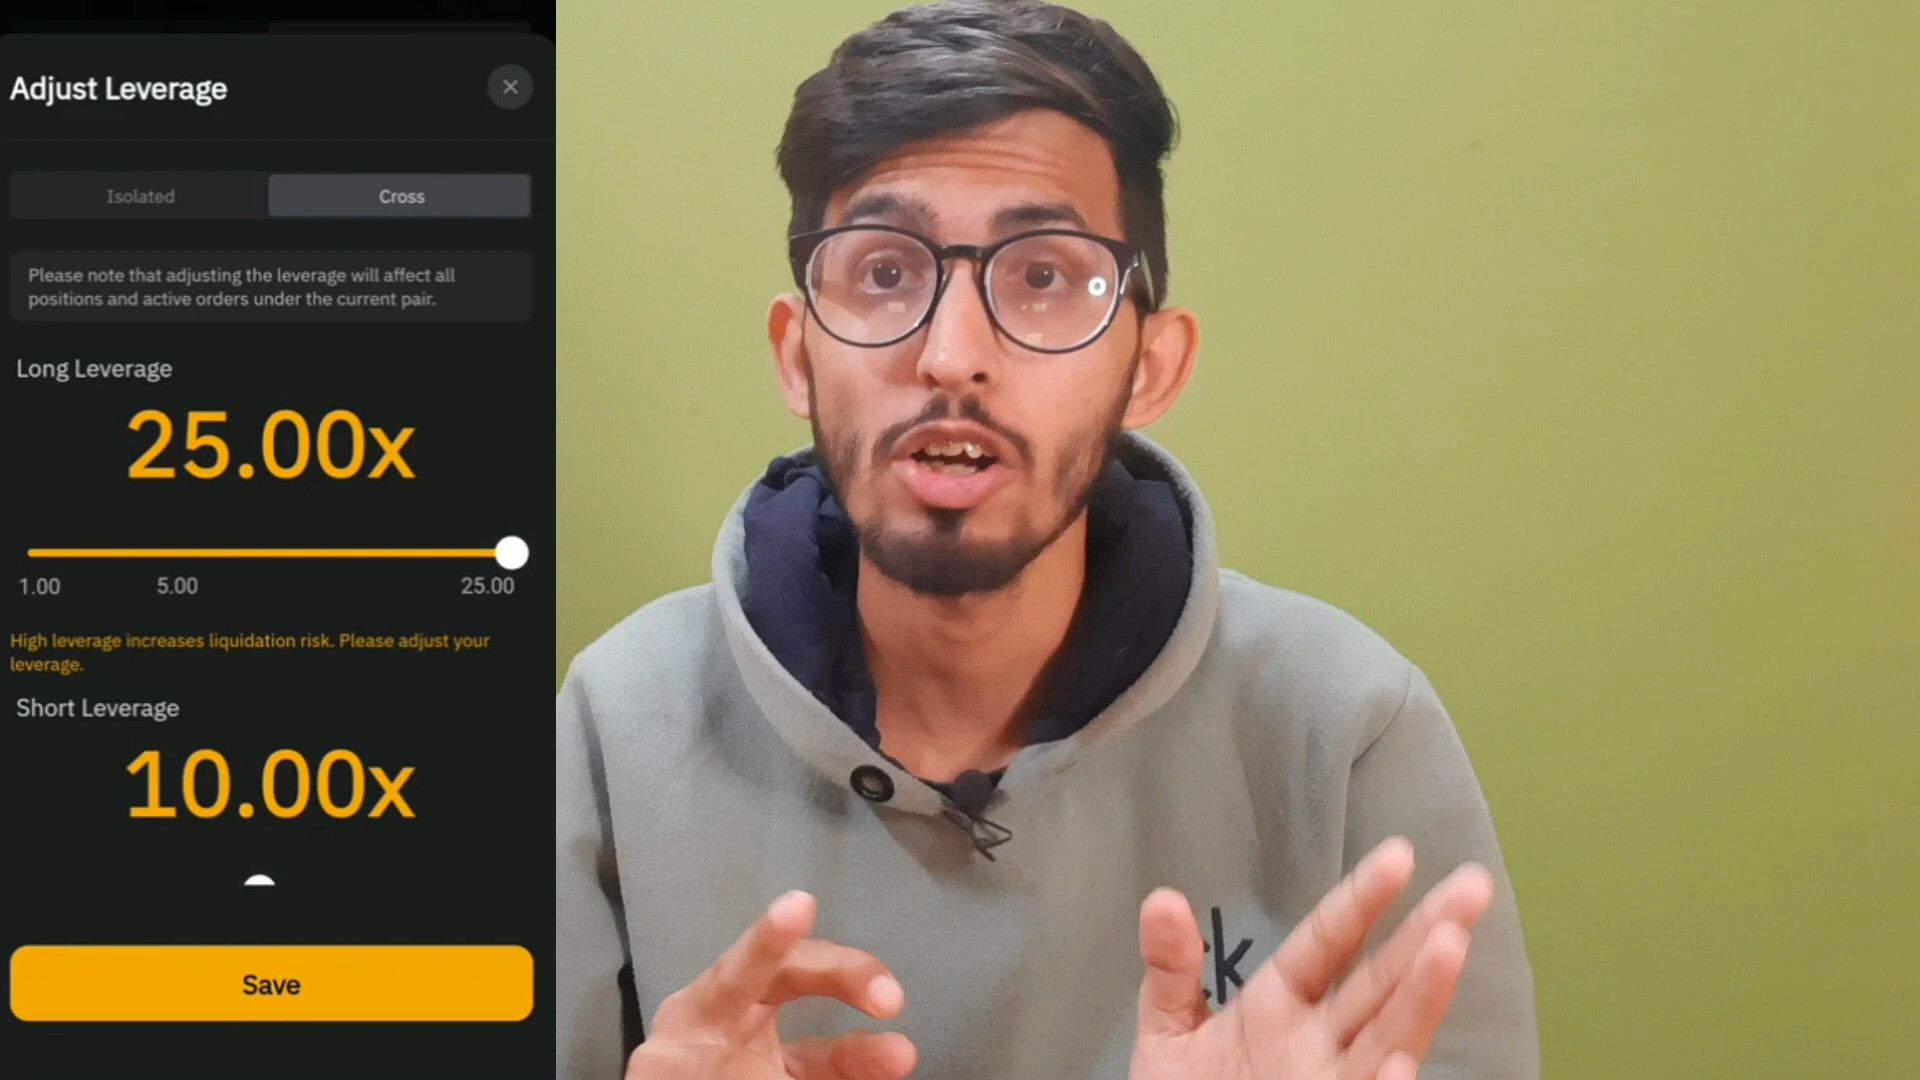 Adjust Leverage
Isolated
Cross
Please note that adjusting the leverage will affect all
positions and active orders under the current pair.
Long Leverage
25.00x
1.00
5.00
25.00
High leverage increases liquidation risk. Please adjust your
leverage.
Short Leverage
10.00x
Save